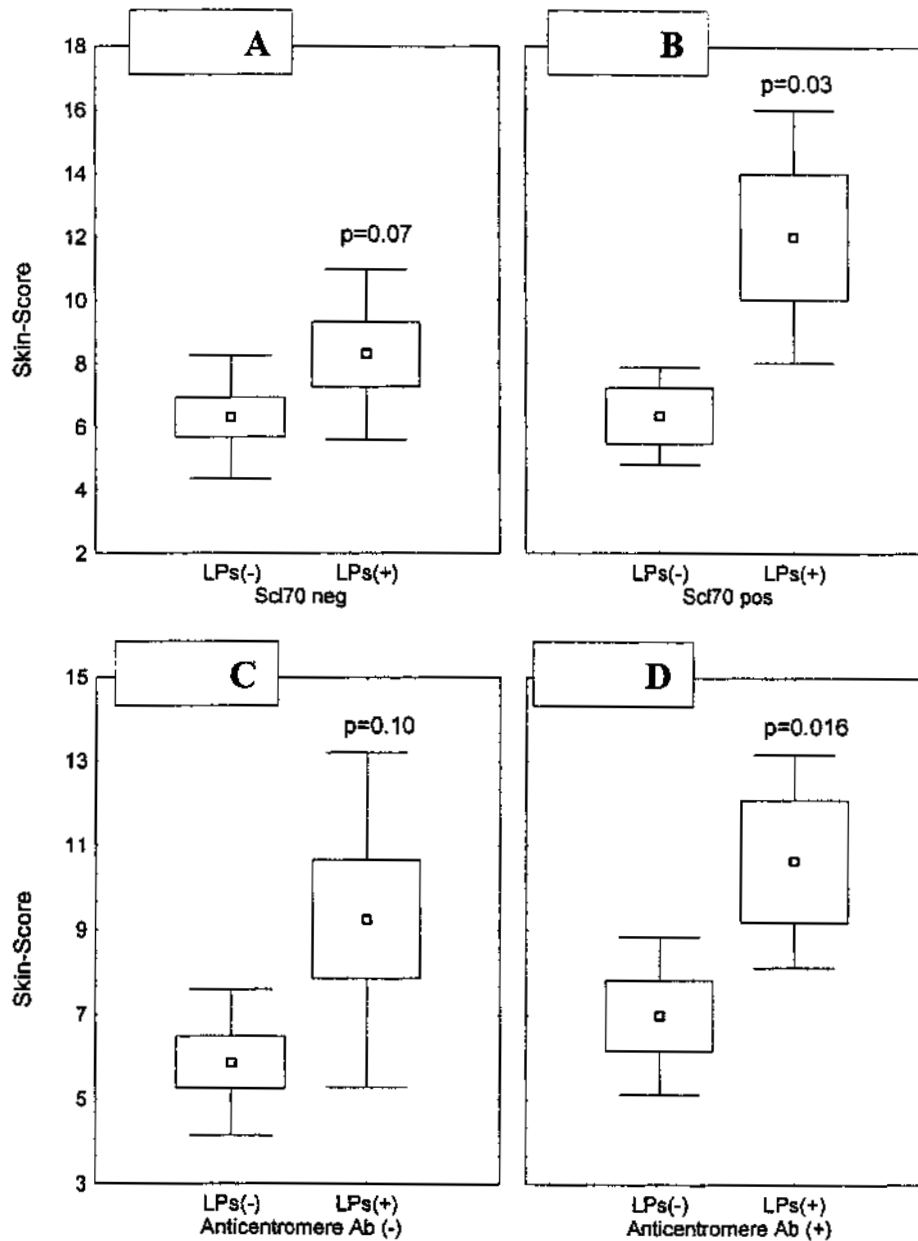 A
B
18
16
14
12
10
8
6
4
2
Skin-Score
p=0.07
p=0.03
LPs(-) LPs(+)
Scl70 neg
LPs(-) LPs(+)
Scl70 pos
C
D
15
13
11
9
7
5
3
Skin-Score
p=0.10
p=0.016
LPs(-) LPs(+)
Anticentromere Ab (-)
LPs(-) LPs(+)
Anticentromere Ab (+)